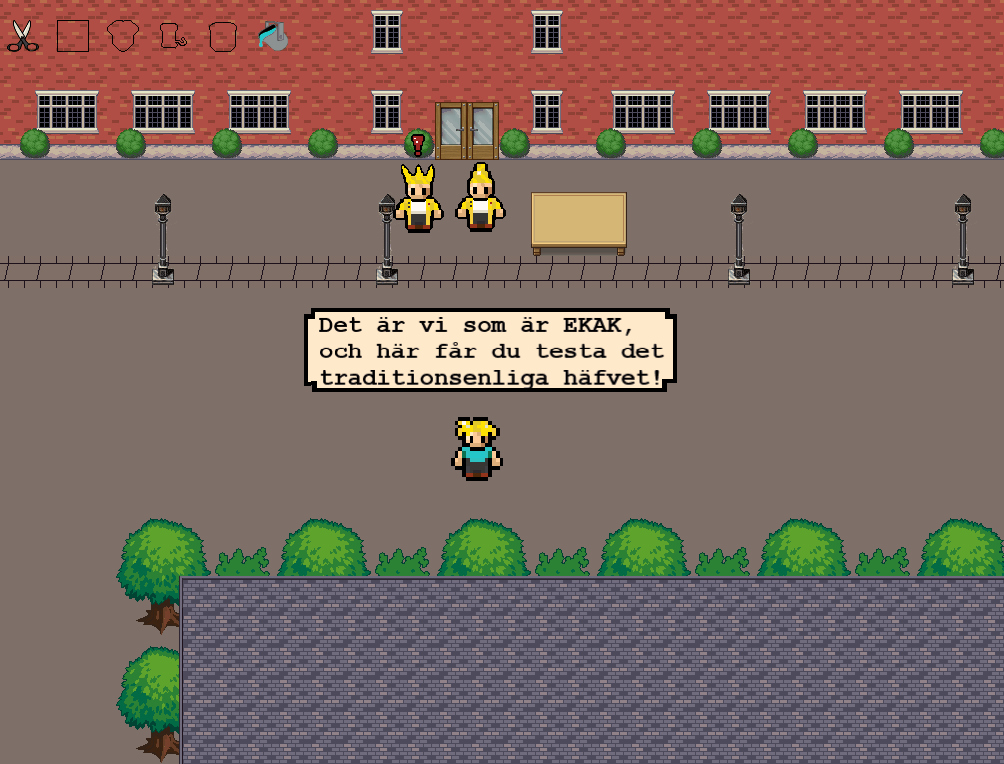 Det är vi som är EKAK,
och här får du testa det
traditionsenliga häfvet!